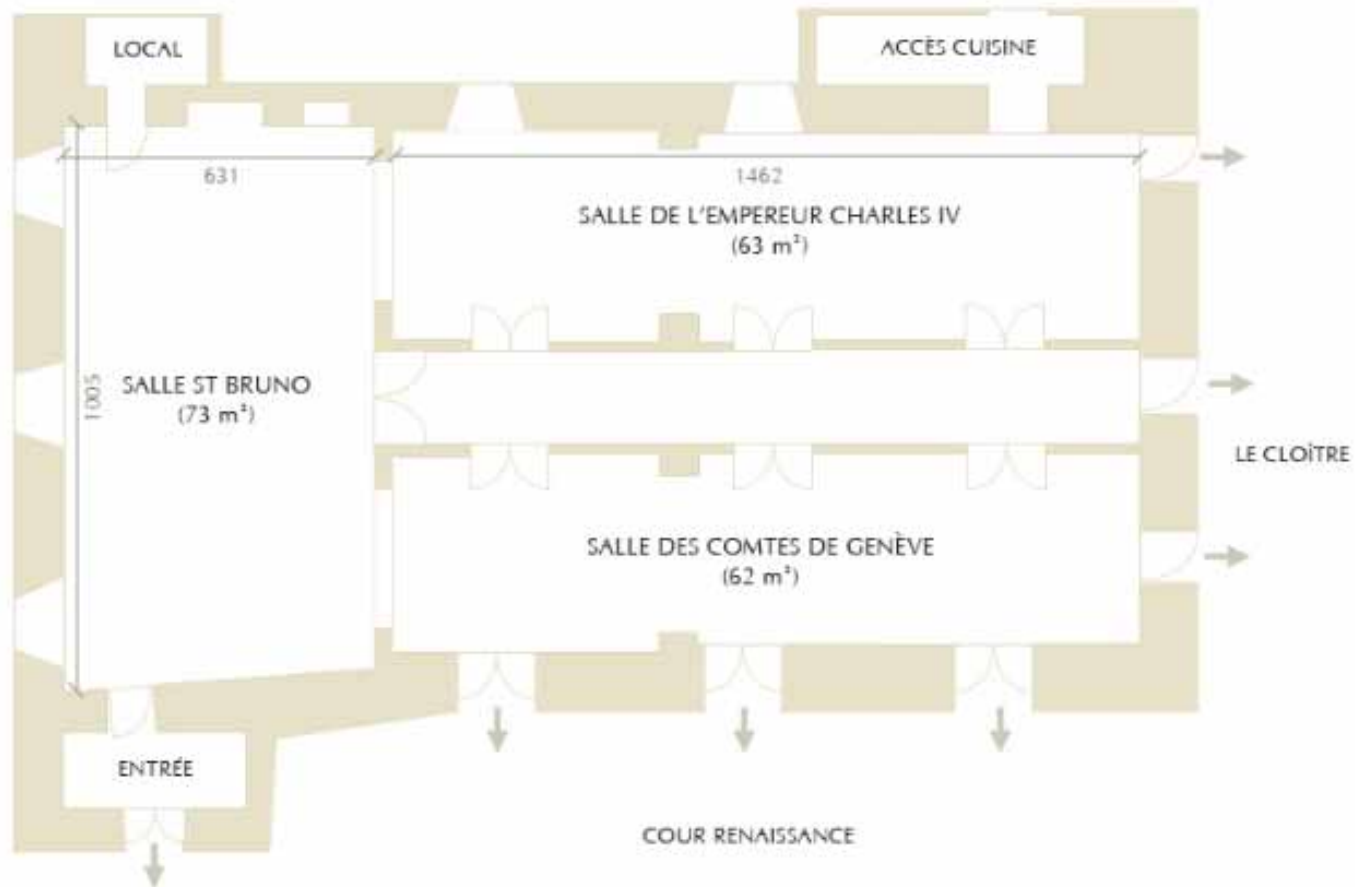 LOCAL
ACCÈS CUISINE
631
1462
SALLE DE L'EMPEREUR CHARLES IV
(63 m²)
1005
SALLE ST BRUNO
(73 m²)
LE CLOÎTRE
SALLE DES COMTES DE GENÈVE
(62 m²)
ENTRÉE
COUR RENAISSANCE